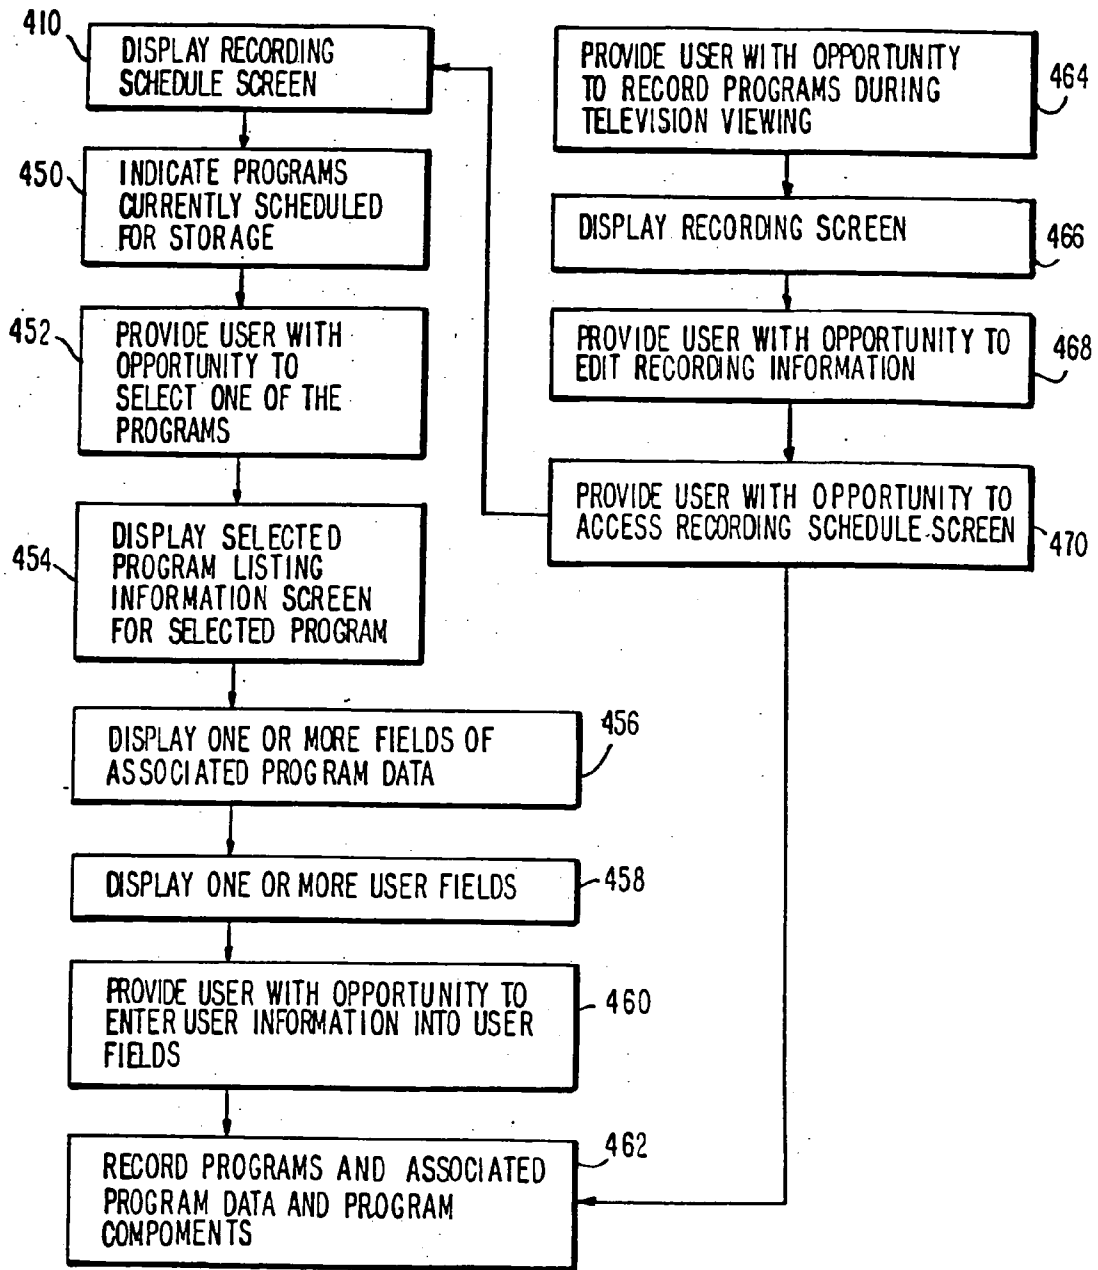 410
DISPLAY RECORDING
SCHEDULE SCREEN
450
INDICATE PROGRAMS
CURRENTLY SCHEDULED
FOR STORAGE
452
PROVIDE USER WITH
OPPORTUNITY TO
SELECT ONE OF THE
PROGRAMS
454
DISPLAY SELECTED
PROGRAM LISTING
INFORMATION SCREEN
FOR SELECTED PROGRAM
DISPLAY ONE OR MORE FIELDS OF
ASSOCIATED PROGRAM DATA
456
DISPLAY ONE OR MORE USER FIELDS
458
PROVIDE USER WITH OPPORTUNITY TO
ENTER USER INFORMATION INTO USER
FIELDS
460
RECORD PROGRAMS AND ASSOCIATED
PROGRAM DATA AND PROGRAM
COMPOMENTS
462
PROVIDE USER WITH OPPORTUNITY
TO RECORD PROGRAMS DURING
TELEVISION VIEWING
464
DISPLAY RECORDING SCREEN
466
PROVIDE USER WITH OPPORTUNITY TO
EDIT RECORDING INFORMATION
468
PROVIDE USER WITH OPPORTUNITY TO
ACCESS RECORDING SCHEDULE SCREEN
470